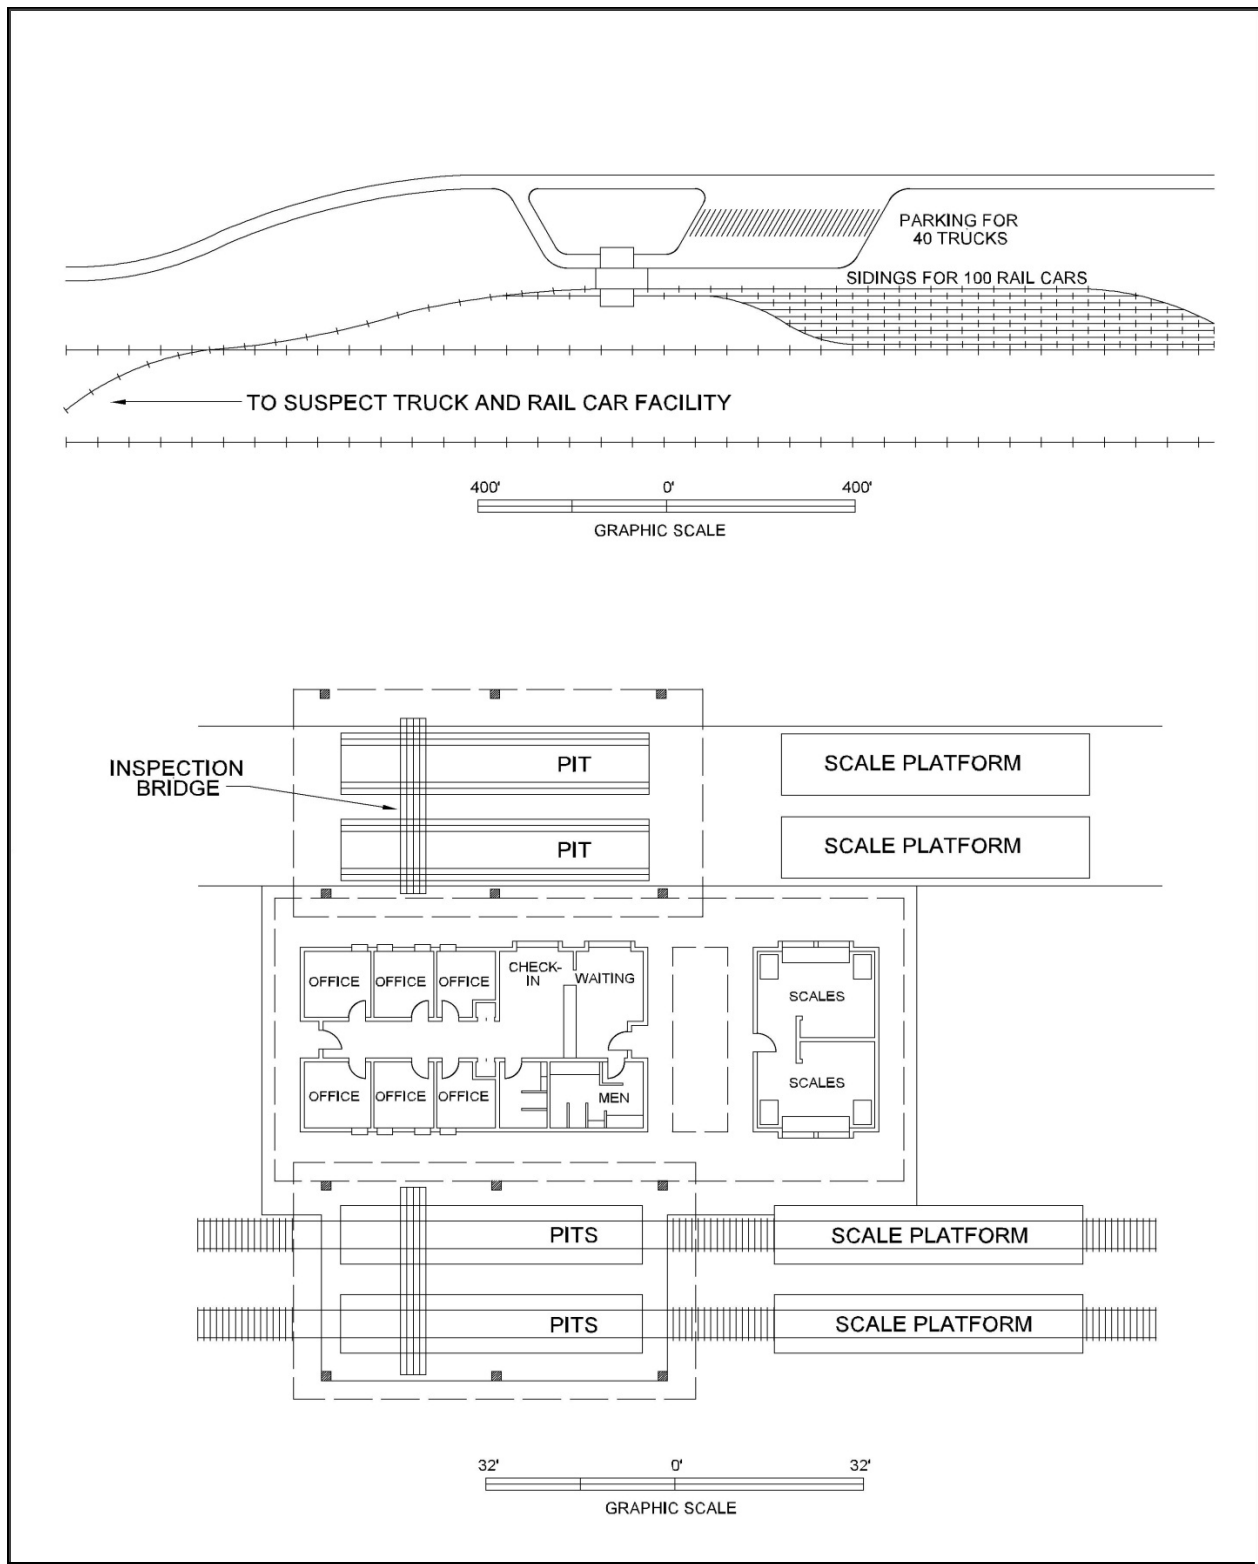 PARKING FOR
40 TRUCKS
SIDINGS FOR 100 RAIL CARS
TO SUSPECT TRUCK AND RAIL CAR FACILITY
400' 0' 400'
GRAPHIC SCALE
INSPECTION
BRIDGE
PIT
SCALE PLATFORM
PIT
SCALE PLATFORM
OFFICE OFFICE OFFICE
CHECK-
IN
WAITING
SCALES
OFFICE OFFICE OFFICE
MEN
SCALES
PITS
SCALE PLATFORM
PITS
SCALE PLATFORM
32' 0' 32'
GRAPHIC SCALE